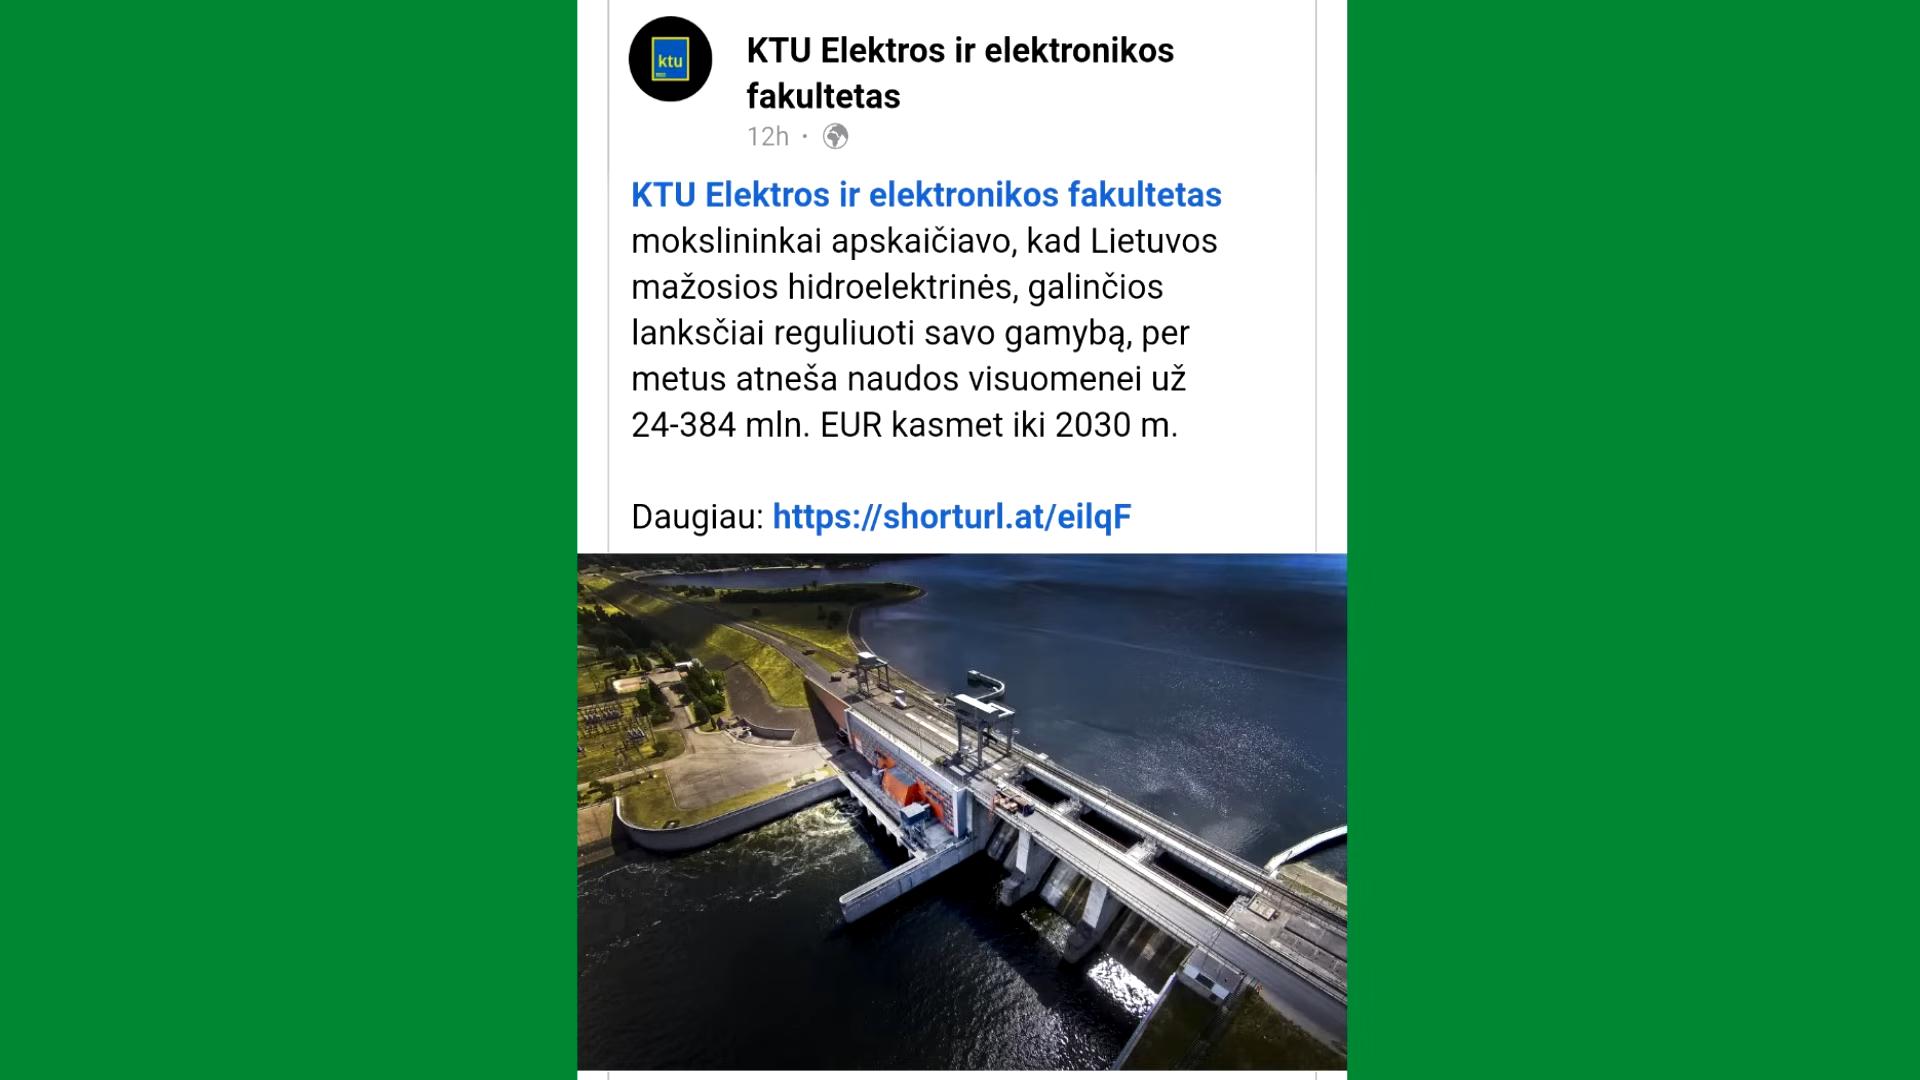 ktu
KTU Elektros ir elektronikos
fakultetas
12h ·
KTU Elektros ir elektronikos fakultetas
mokslininkai apskaičiavo, kad Lietuvos
mažosios hidroelektrinės, galinčios
lanksčiai reguliuoti savo gamybą, per
metus atneša naudos visuomenei už
24-384 mln. EUR kasmet iki 2030 m.
Daugiau: https://shorturl.at/eilqF